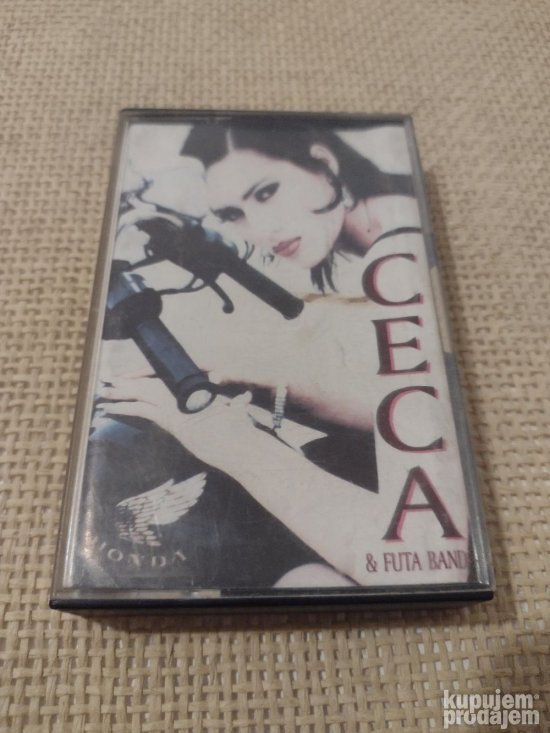 CECA
& FUTA BAND
HONDA
kupujem
prodajem